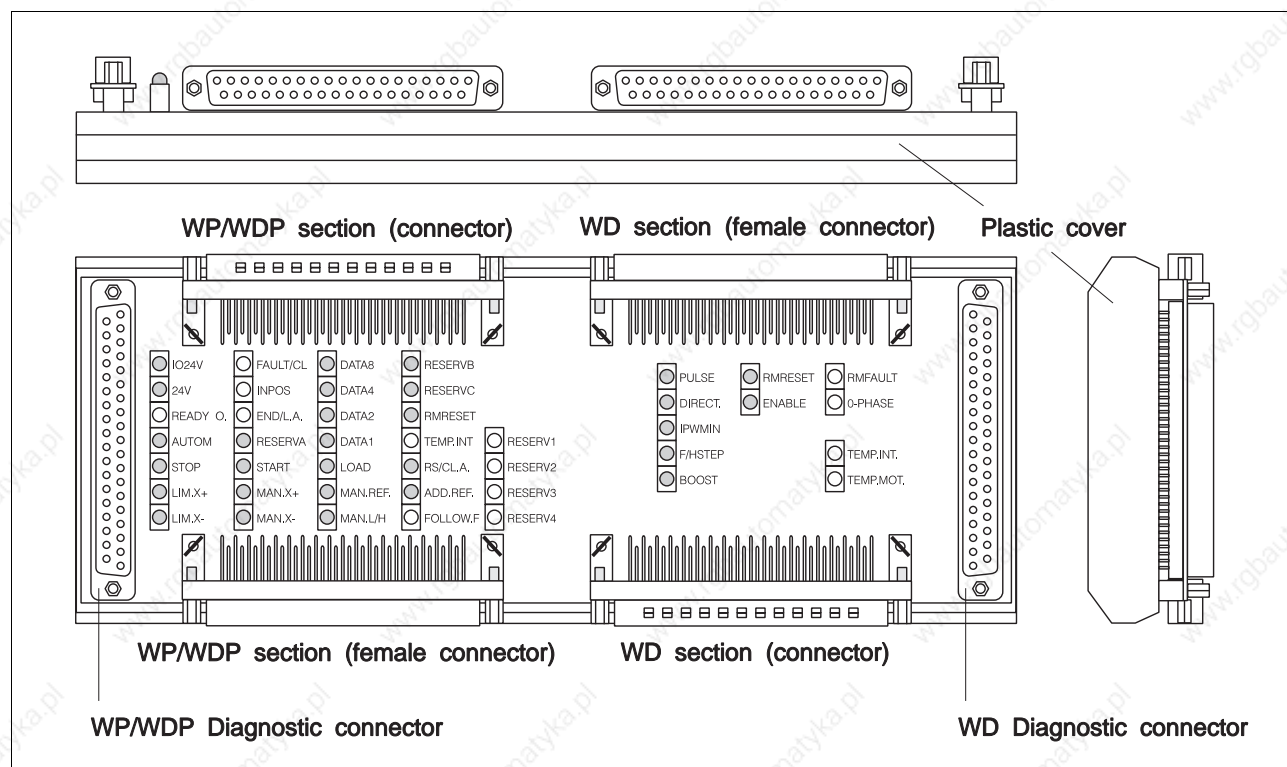 WP/WDP section (connector)
WD section (female connector)
Plastic cover
IO24V FAULT/CL DATA8 RESERVB
24V INPOS DATA4 RESERVC
READY O. END/L.A. DATA2 RMRESET
AUTOM RESERVA DATA1 TEMP.INT RESERV1
STOP START LOAD RS/CL.A. RESERV2
LIM.X+ MAN.X+ MAN.REF. ADD.REF. RESERV3
LIM.X- MAN.X- MAN.L/H FOLLOW.F RESERV4
PULSE RMRESET RMFAULT
DIRECT. ENABLE 0-PHASE
IPWMIN
F/HSTEP TEMP.INT.
BOOST TEMP.MOT.
WP/WDP section (female connector)
WD section (connector)
WP/WDP Diagnostic connector
WD Diagnostic connector
www.rgbautomatyka.pl